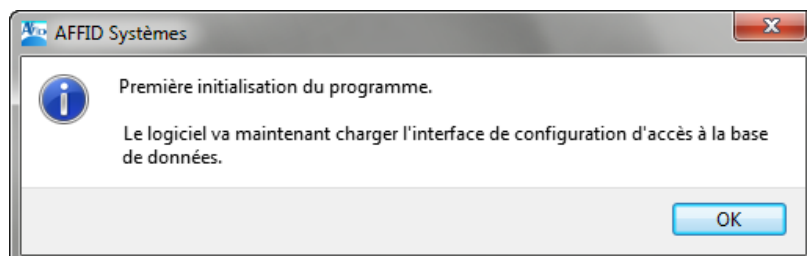 AFFID Systèmes
Première initialisation du programme.
Le logiciel va maintenant charger l'interface de configuration d'accès à la base
de données.
OK